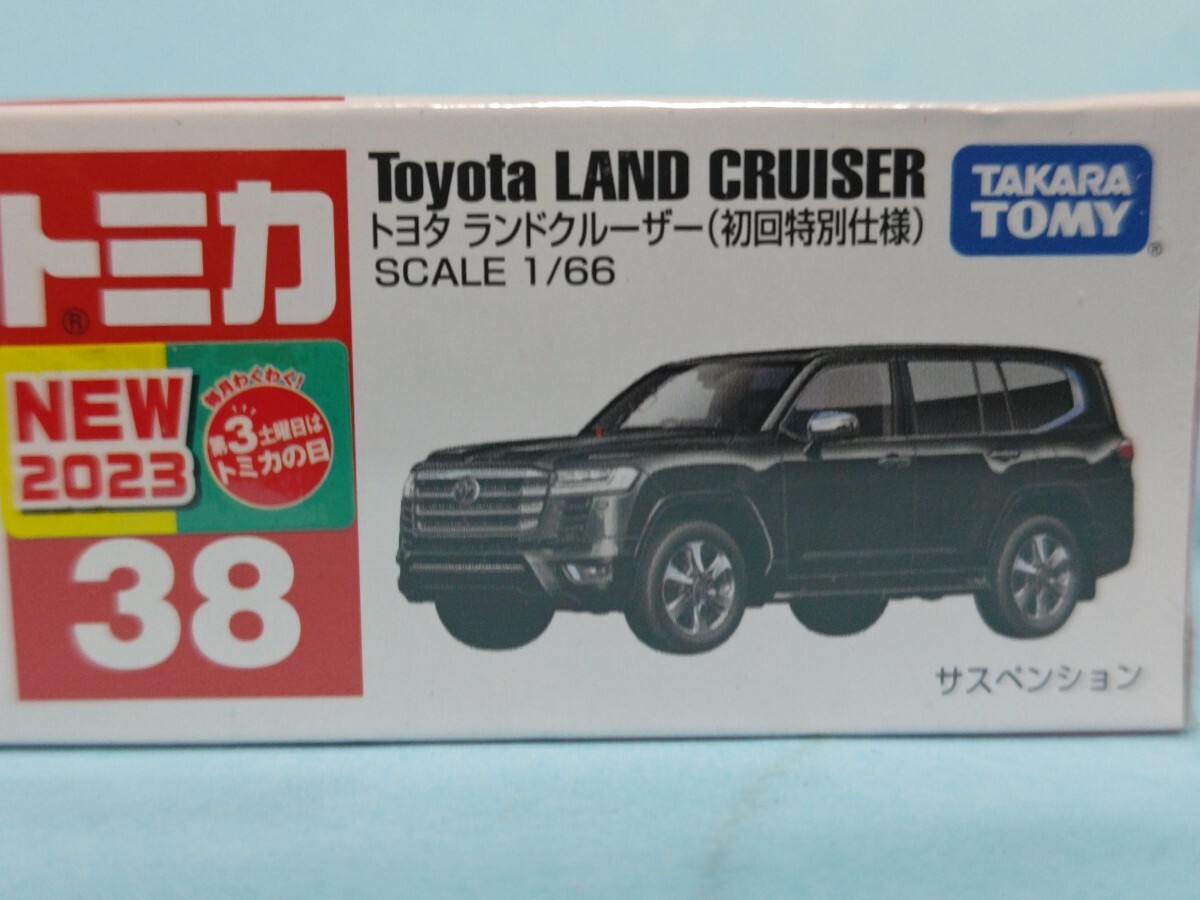 トミカ
®
NEW
2023
毎月わくわく!
第3土曜日は
トミカの日
38
Toyota LAND CRUISER
トヨタ ランドクルーザー(初回特別仕様)
SCALE 1/66
TAKARA
TOMY
®
サスペンション